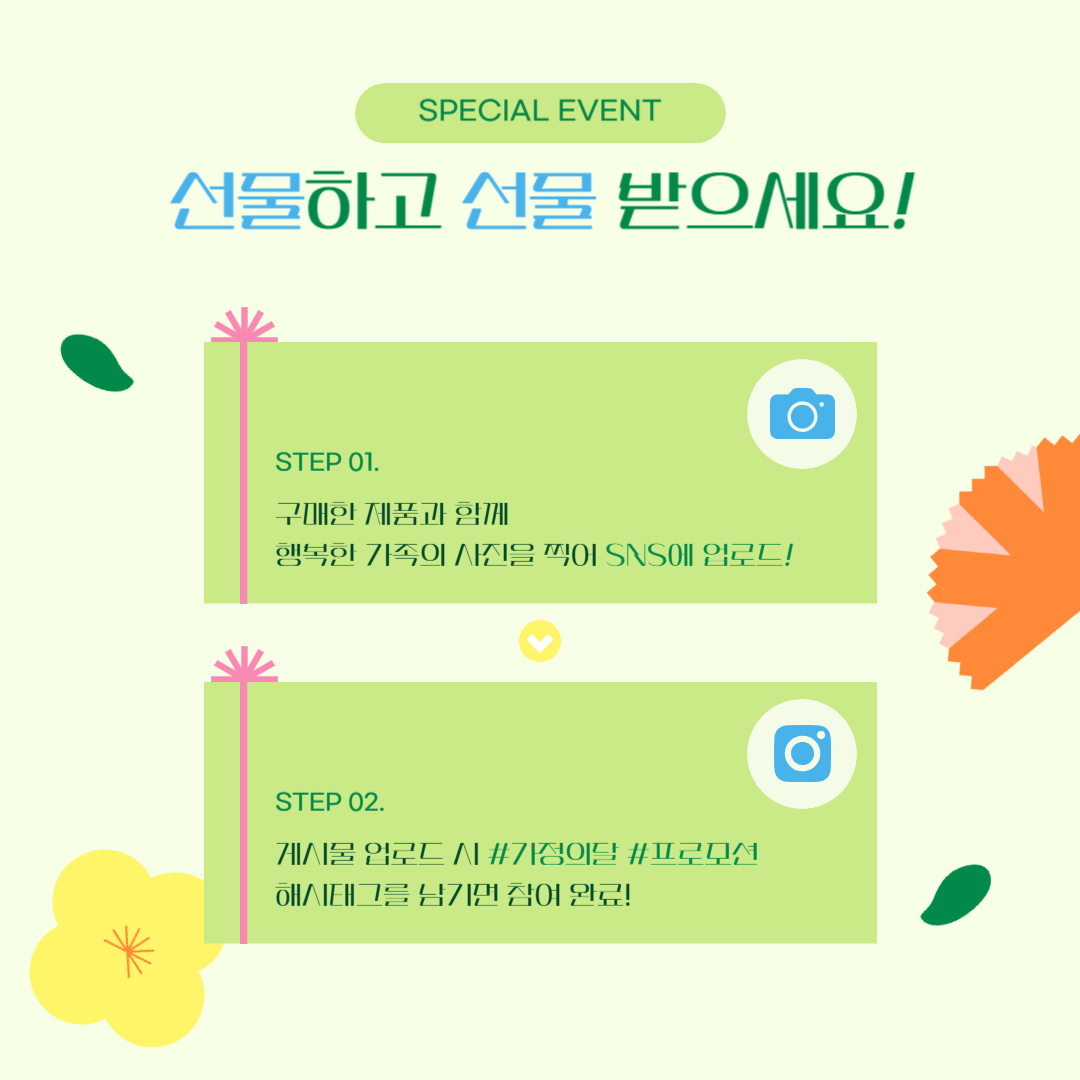 SPECIAL EVENT
선물하고 선물 받으세요!
STEP 01.
구매한 제품과 함께
행복한 가족의 사진을 찍어 SNS에 업로드!
STEP 02.
게시물 업로드 시 #가정의달 #프로모션
해시태그를 남기면 참여 완료!